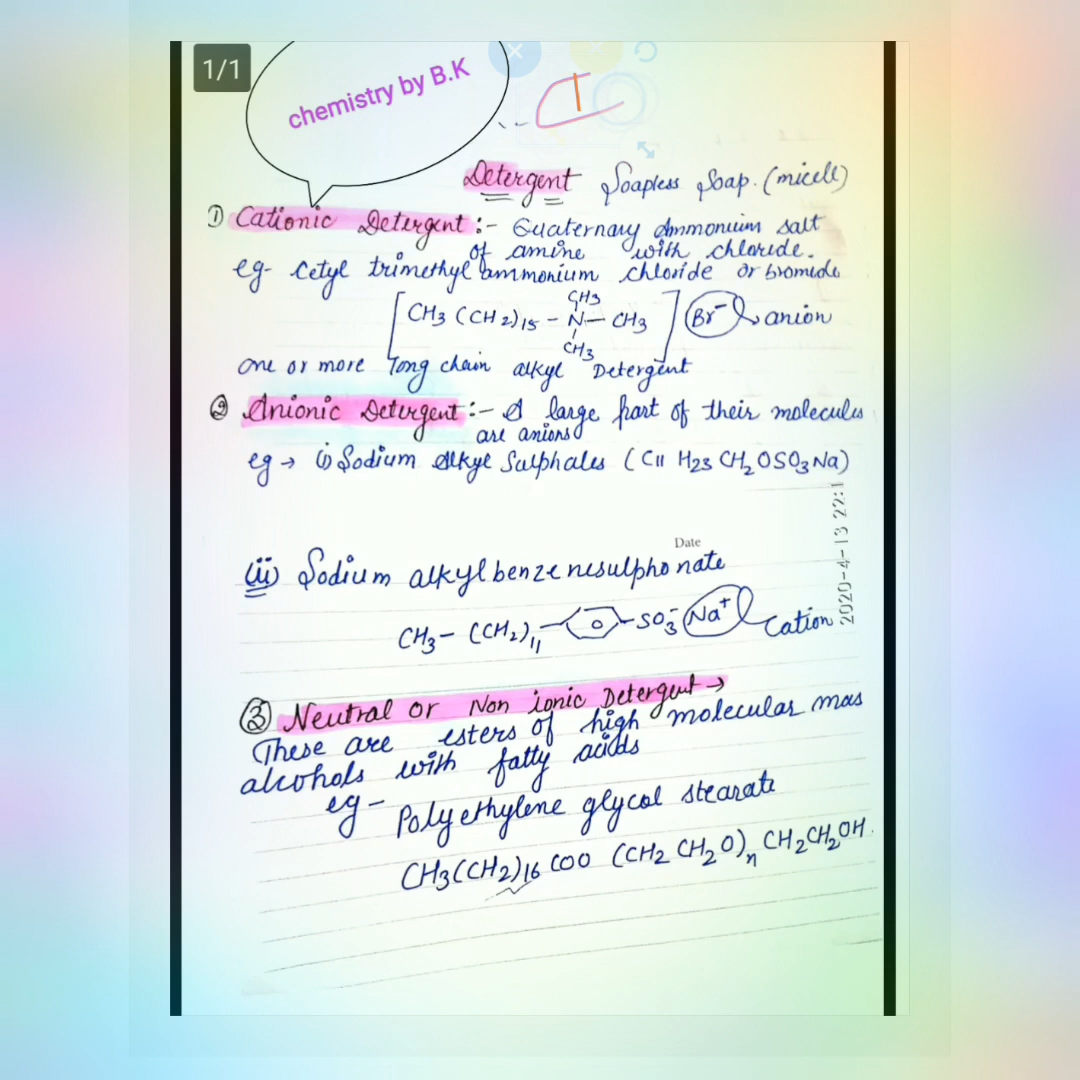 1/1
chemistry by B.K
Detergent Soapless Soap. (micell)
① Cationic Detergent :- Quaternary Ammonium salt
of amine with chloride.
eg- Cetyl trimethyl ammonium chloride or bromide
CH3
[CH3 (CH2)15 - N - CH3] Br⁻ anion
CH3
one or more long chain alkyl Detergent
② Anionic Detergent :- A large part of their molecules
are anions
eg → (i) Sodium Alkyl Sulphales (C11 H23 CH2 OSO3 Na)
Date
(ii) Sodium alkylbenzenesulphonate
CH3 - (CH2)11 - SO3⁻ Na⁺ Cation
2020-4-13 22:1
③ Neutral or Non ionic Detergent →
These are esters of high molecular mas
alcohols with fatty acids
eg - Polyethylene glycol stearate
CH3(CH2)16 COO (CH2 CH2 O)n CH2CH2OH.